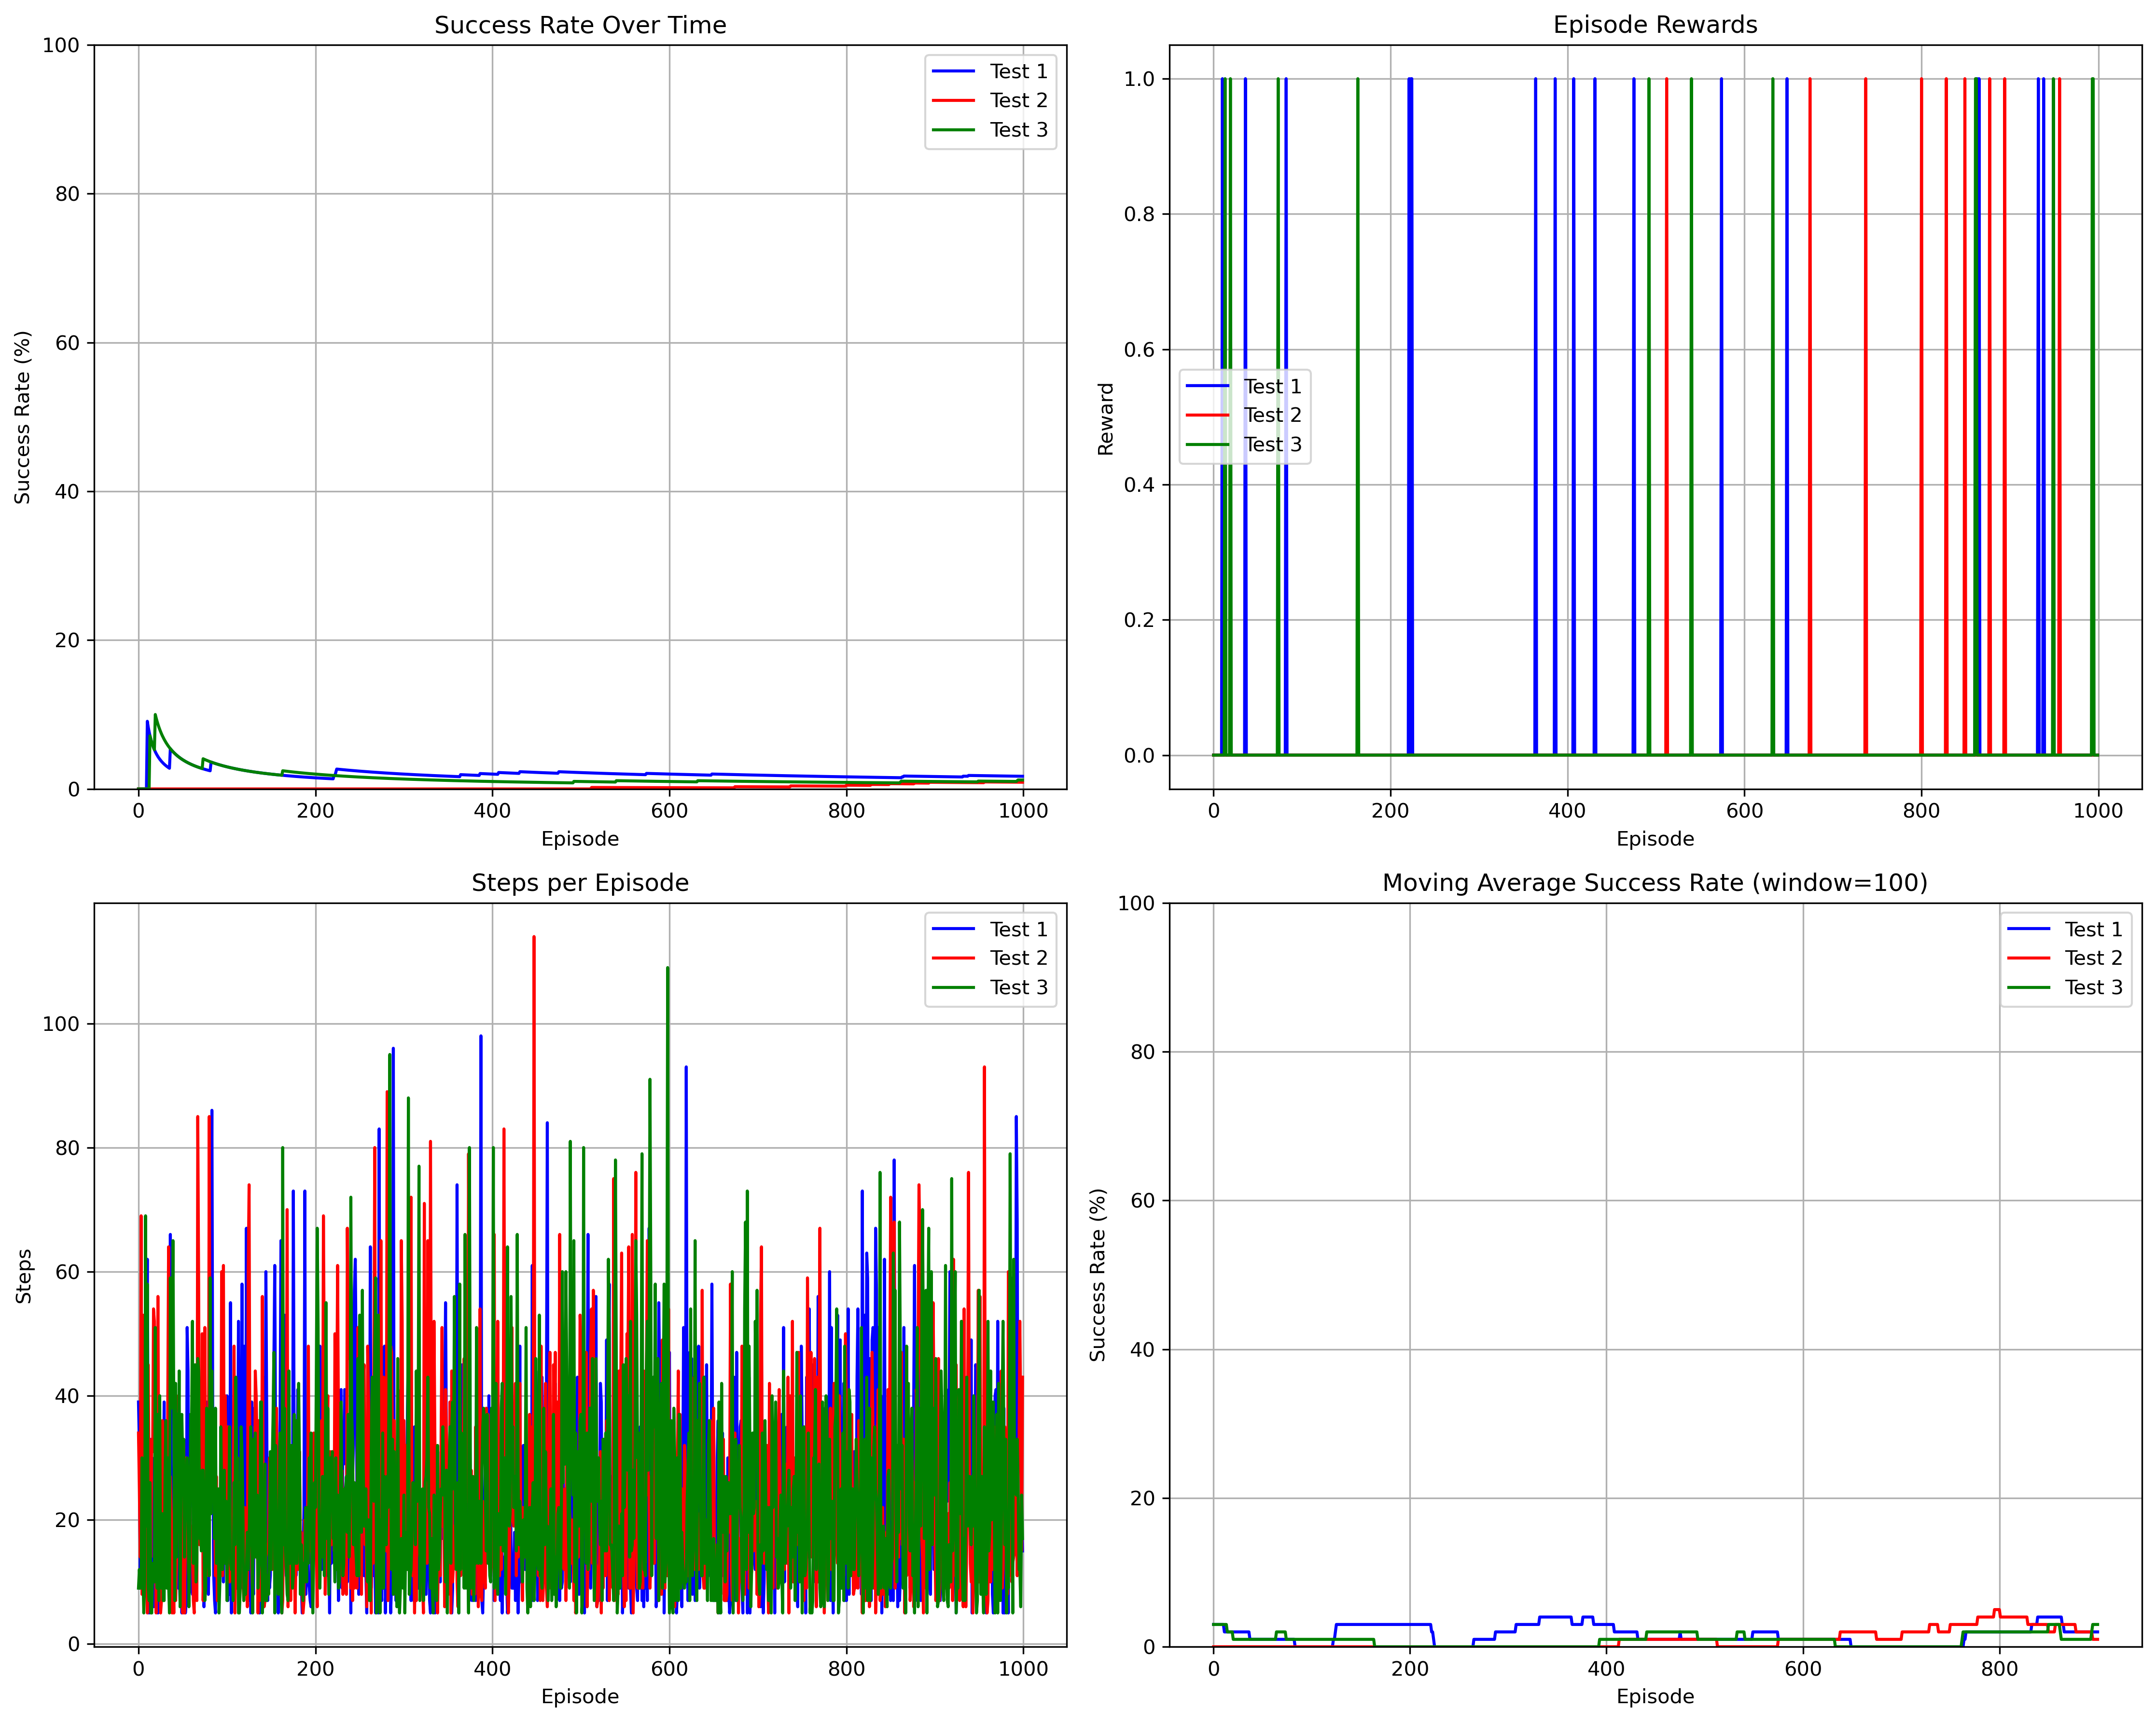 Success Rate Over Time
100
80
60
40
20
0
Success Rate (%)
Test 1
Test 2
Test 3
0 200 400 600 800 1000
Episode
Episode Rewards
1.0
0.8
0.6
0.4
0.2
0.0
Reward
Test 1
Test 2
Test 3
0 200 400 600 800 1000
Episode
Steps per Episode
100
80
60
40
20
0
Steps
Test 1
Test 2
Test 3
0 200 400 600 800 1000
Episode
Moving Average Success Rate (window=100)
100
80
60
40
20
0
Success Rate (%)
Test 1
Test 2
Test 3
0 200 400 600 800
Episode